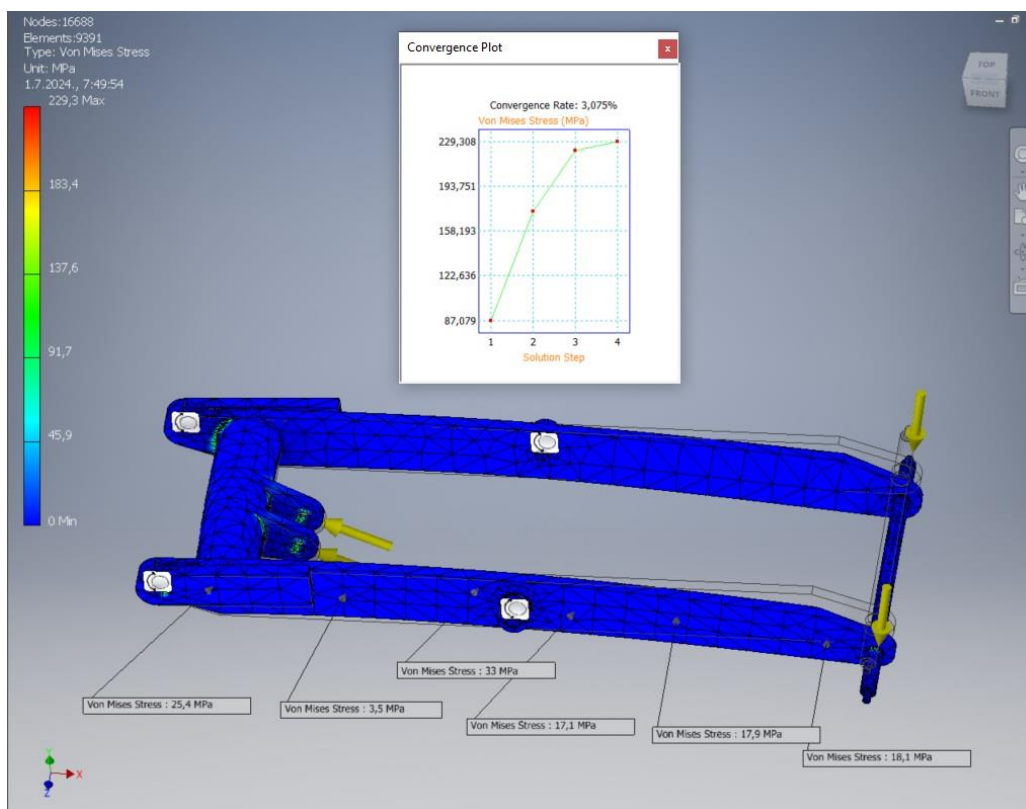 Nodes:16688
Elements:9391
Type: Von Mises Stress
Unit: MPa
1.7.2024., 7:49:54
229,3 Max
183,4
137,6
91,7
45,9
0 Min
Convergence Plot
x
Convergence Rate: 3,075%
Von Mises Stress (MPa)
229,308
193,751
158,193
122,636
87,079
1 2 3 4
Solution Step
TOP
FRONT
Von Mises Stress : 33 MPa
Von Mises Stress : 25,4 MPa
Von Mises Stress : 3,5 MPa
Von Mises Stress : 17,1 MPa
Von Mises Stress : 17,9 MPa
Von Mises Stress : 18,1 MPa
Y
X
Z